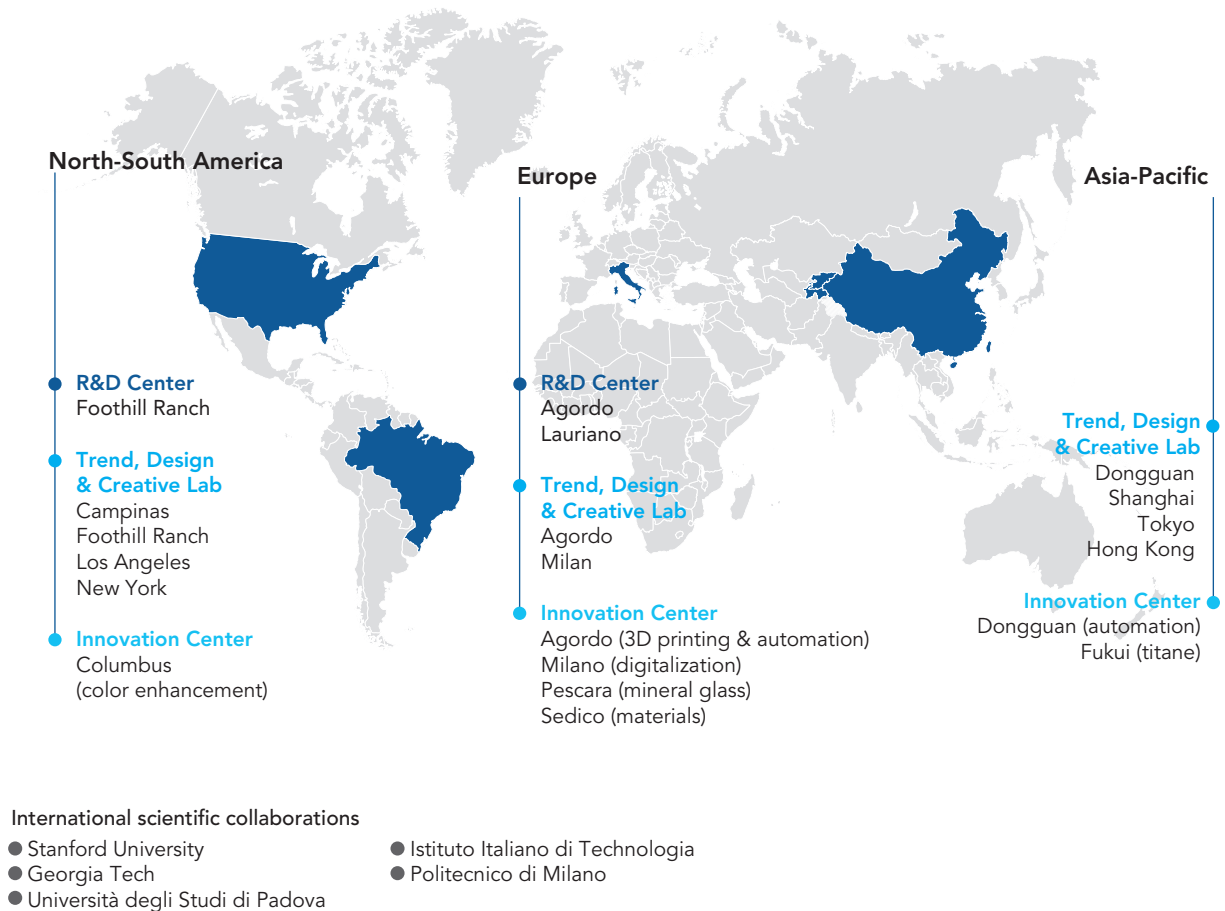 North-South America
R&D Center
Foothill Ranch
Trend, Design
& Creative Lab
Campinas
Foothill Ranch
Los Angeles
New York
Innovation Center
Columbus
(color enhancement)
Europe
R&D Center
Agordo
Lauriano
Trend, Design
& Creative Lab
Agordo
Milan
Innovation Center
Agordo (3D printing & automation)
Milano (digitalization)
Pescara (mineral glass)
Sedico (materials)
Asia-Pacific
Trend, Design
& Creative Lab
Dongguan
Shanghai
Tokyo
Hong Kong
Innovation Center
Dongguan (automation)
Fukui (titane)
International scientific collaborations
Stanford University
Georgia Tech
Università degli Studi di Padova
Istituto Italiano di Technologia
Politecnico di Milano